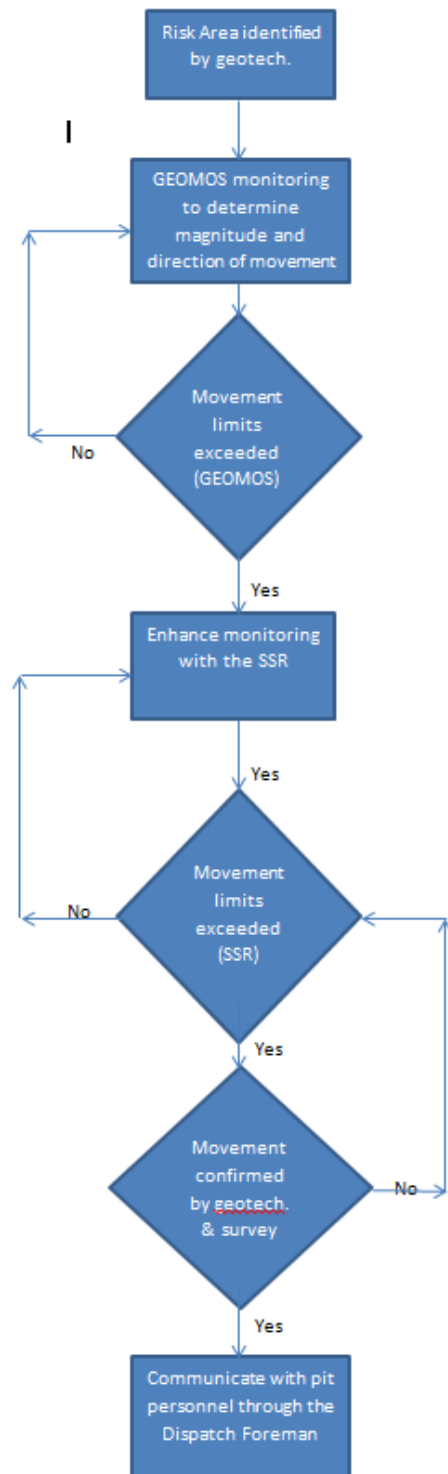 Risk Area identified
by geotech.
I
GEOMOS monitoring
to determine
magnitude and
direction of movement
Movement
limits
exceeded
(GEOMOS)
No
Yes
Enhance monitoring
with the SSR
Yes
Movement
limits
exceeded
(SSR)
No
Yes
Movement
confirmed
by geotech.
& survey
No
Yes
Communicate with pit
personnel through the
Dispatch Foreman